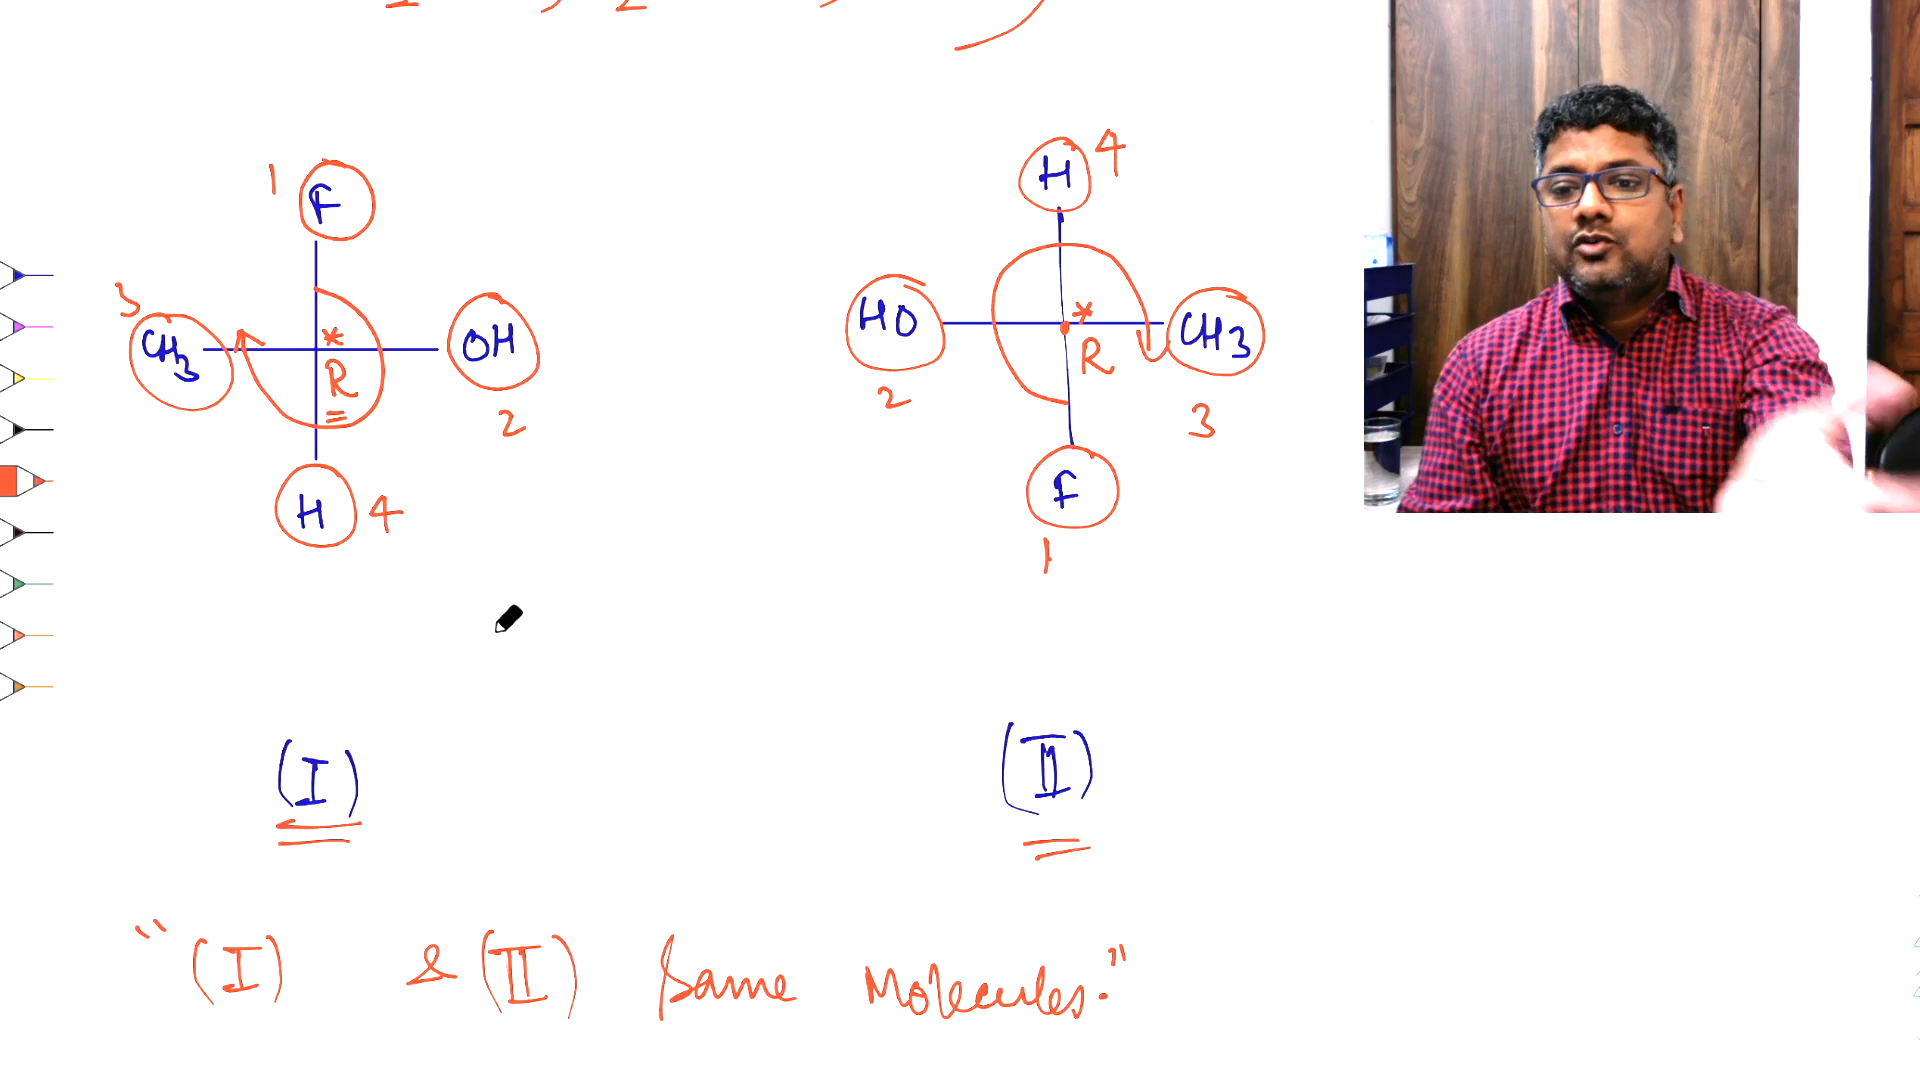 H 4
1 F
3 CH3 * OH
R
2
HO * CH3
R
2 3
H 4
F
1
(I) (II)
"(I) & (II) Same Molecules."